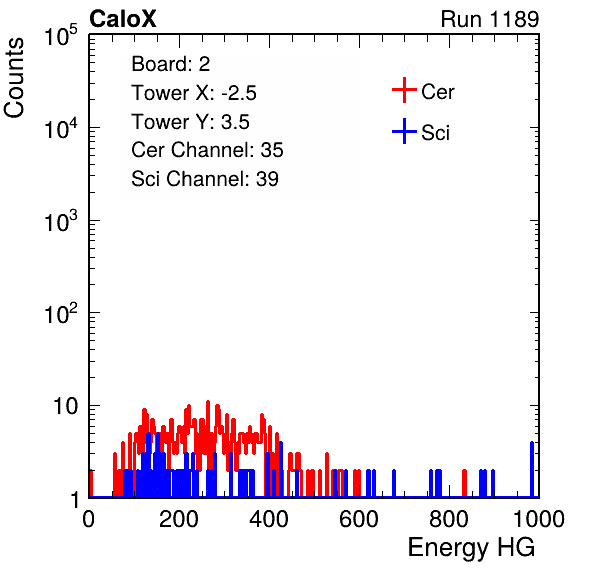 CaloX Run 1189
Counts
Board: 2
Tower X: -2.5
Tower Y: 3.5
Cer Channel: 35
Sci Channel: 39
Cer
Sci
10^5
10^4
10^3
10^2
10
1
0 200 400 600 800 1000
Energy HG